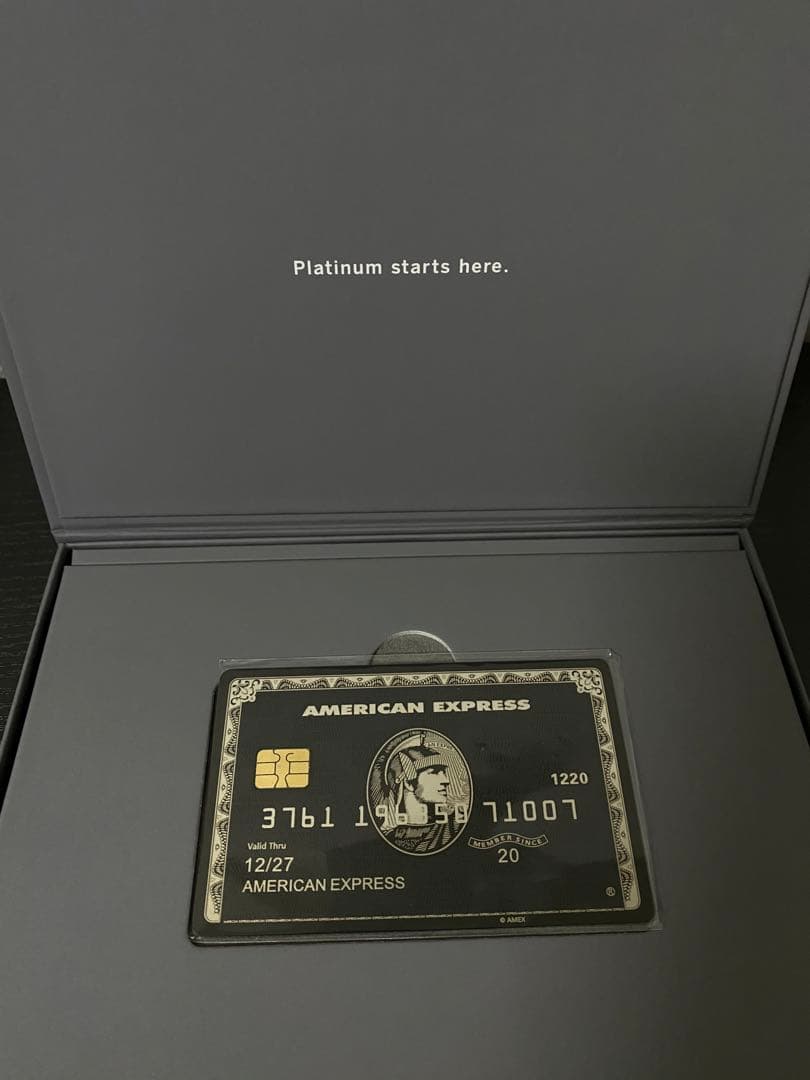 Platinum starts here.
AMERICAN EXPRESS
1220
3761 71007
Valid Thru
MEMBER SINCE
12/27
20
AMERICAN EXPRESS
®
© AMEX